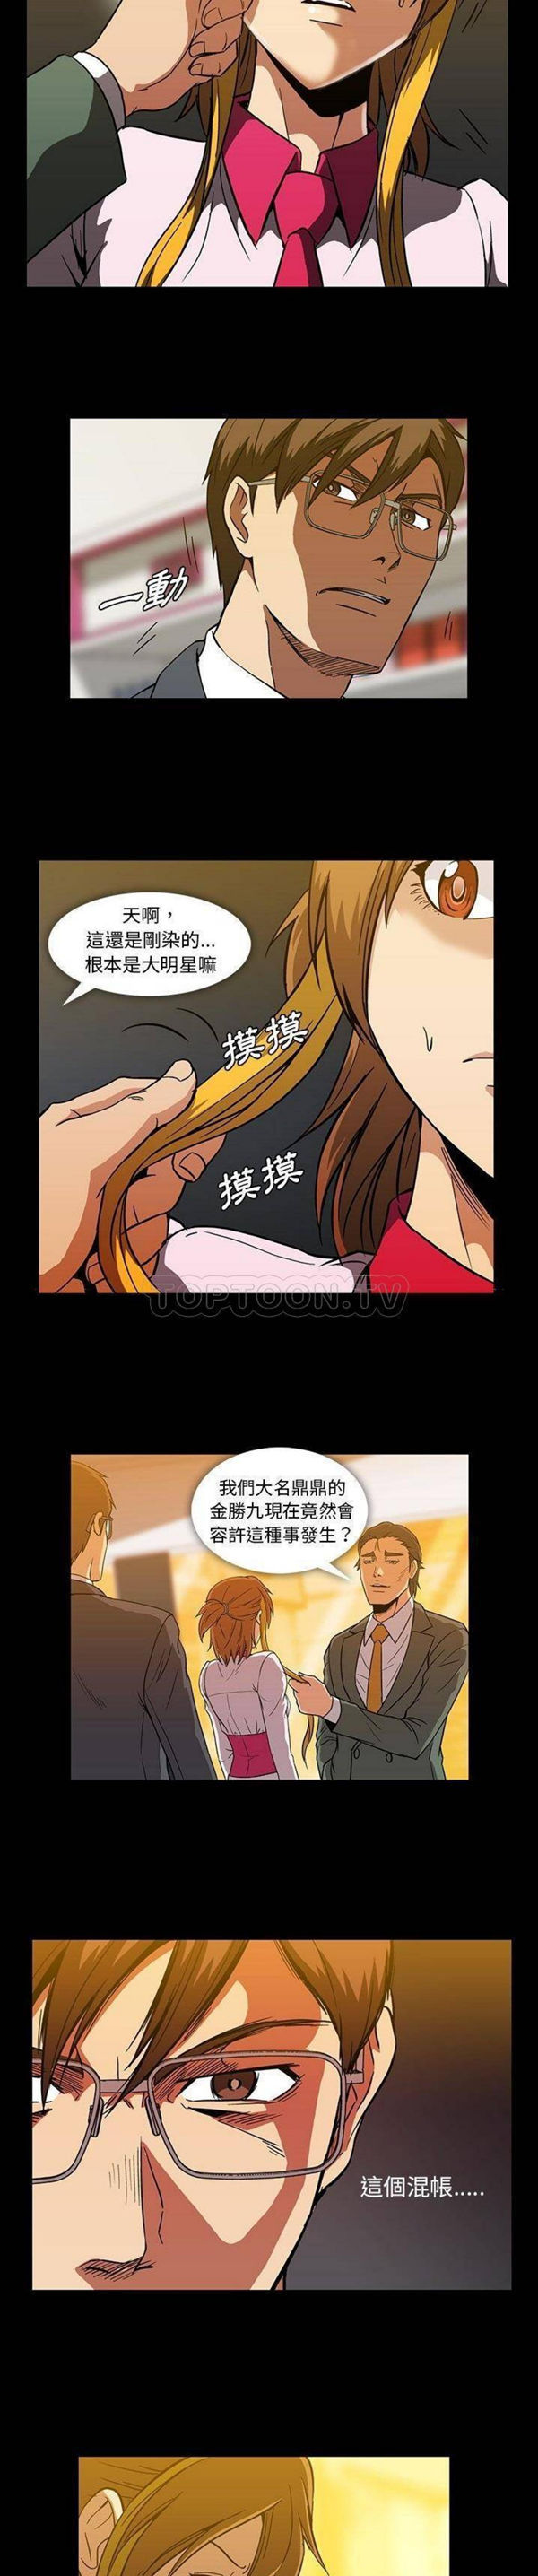 一動
天啊，
這還是剛染的...
根本是大明星嘛
摸摸
摸摸
TOPTOON.TV
我們大名鼎鼎的
金勝九現在竟然會
容許這種事發生？
這個混帳.....